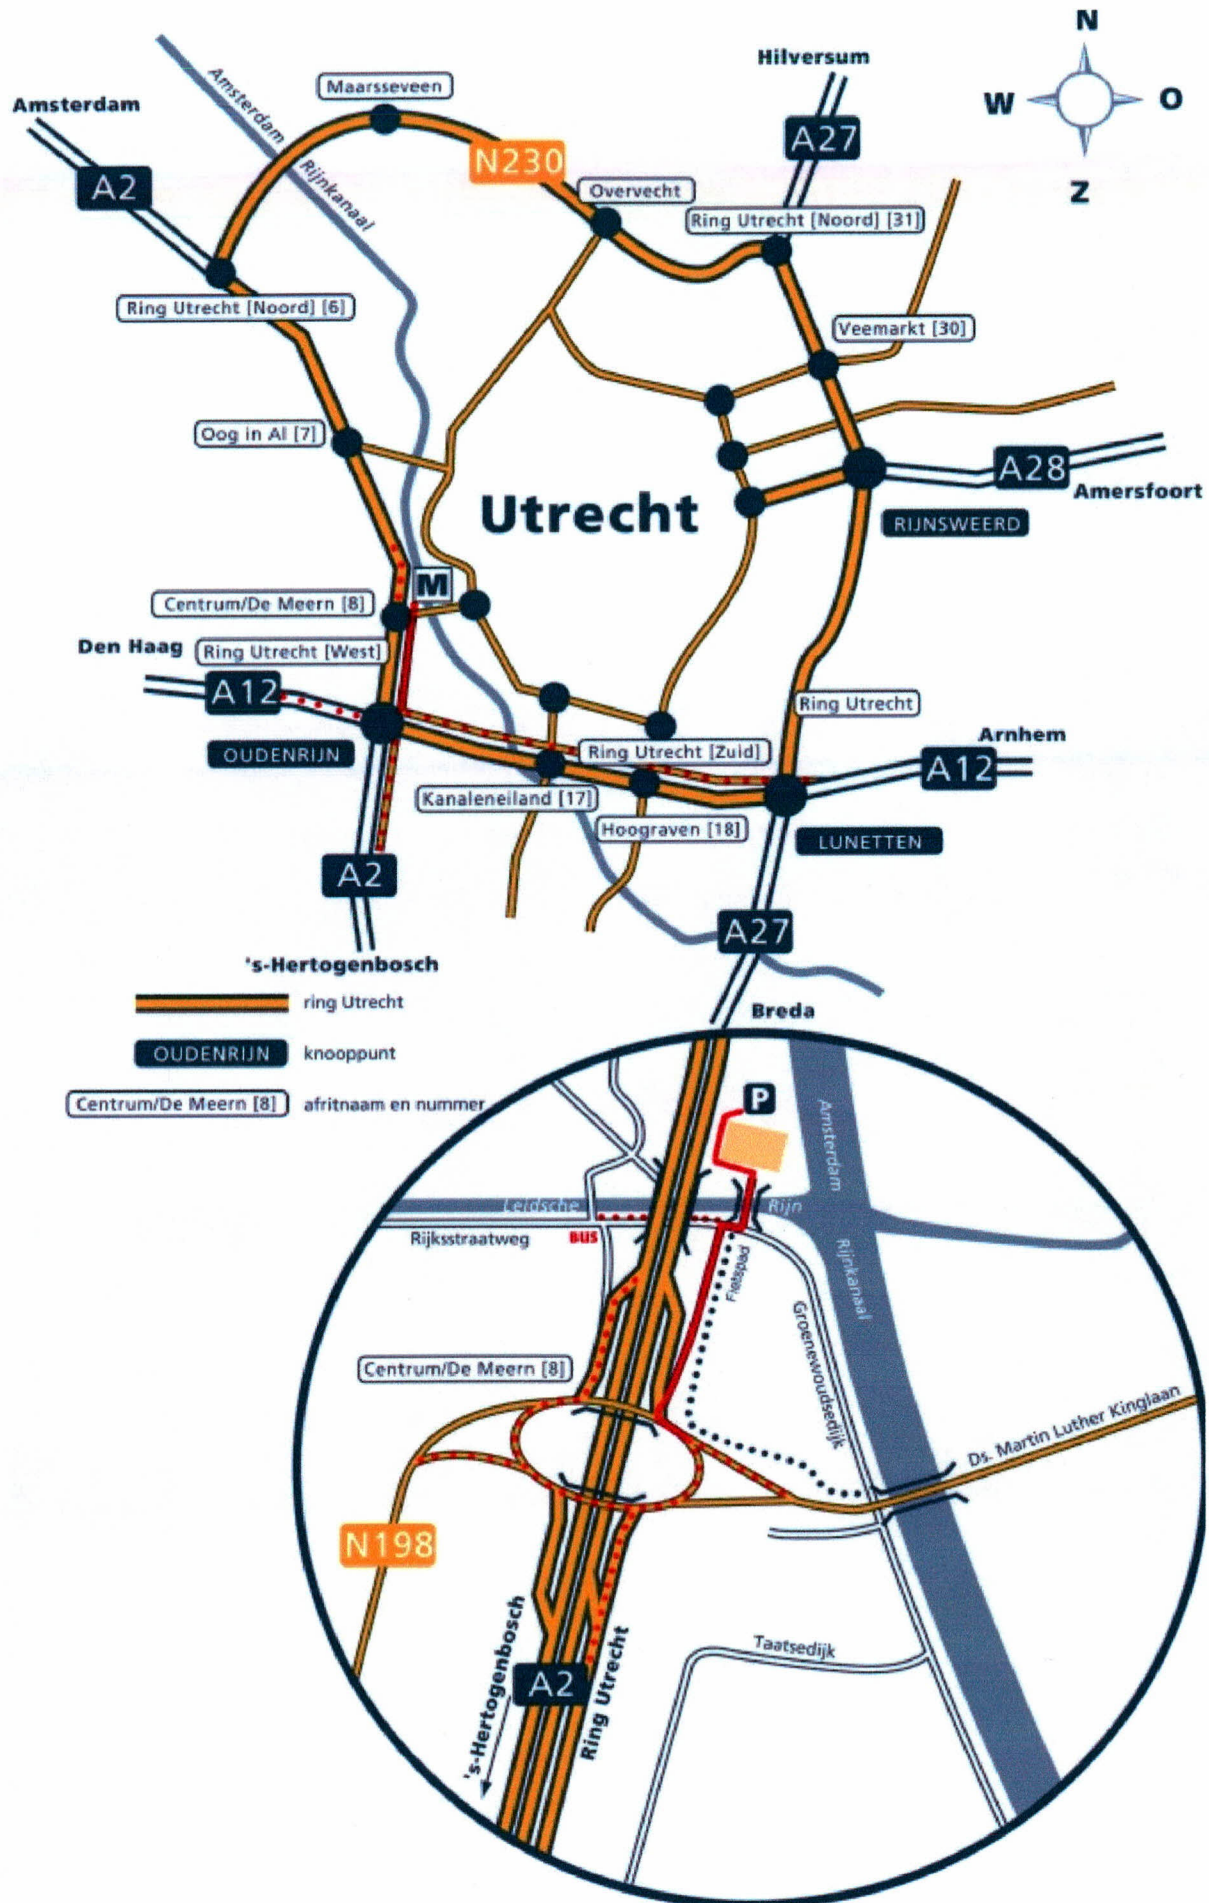 N
W
O
Z
Hilversum
Amsterdam
A27
A2
Maarsseveen
Amsterdam
Rijnkanaal
N230
Overvecht
Ring Utrecht [Noord] [31]
Ring Utrecht [Noord] [6]
Veemarkt [30]
Oog in Al [7]
A28
Amersfoort
Utrecht
RIJNSWEERD
M
Centrum/De Meern [8]
Den Haag
Ring Utrecht [West]
A12
Ring Utrecht
Arnhem
OUDENRIJN
Ring Utrecht [Zuid]
A12
Kanaleneiland [17]
Hoograven [18]
LUNETTEN
A2
A27
's-Hertogenbosch
Breda
ring Utrecht
OUDENRIJN
knooppunt
Centrum/De Meern [8]
afritnaam en nummer
P
Amsterdam
Leidsche
Rijn
Rijksstraatweg
BUS
Rijnkanaal
Fietspad
Groenewoudsedijk
Centrum/De Meern [8]
Ds. Martin Luther Kinglaan
N198
's-Hertogenbosch
Ring Utrecht
A2
Taatsedijk